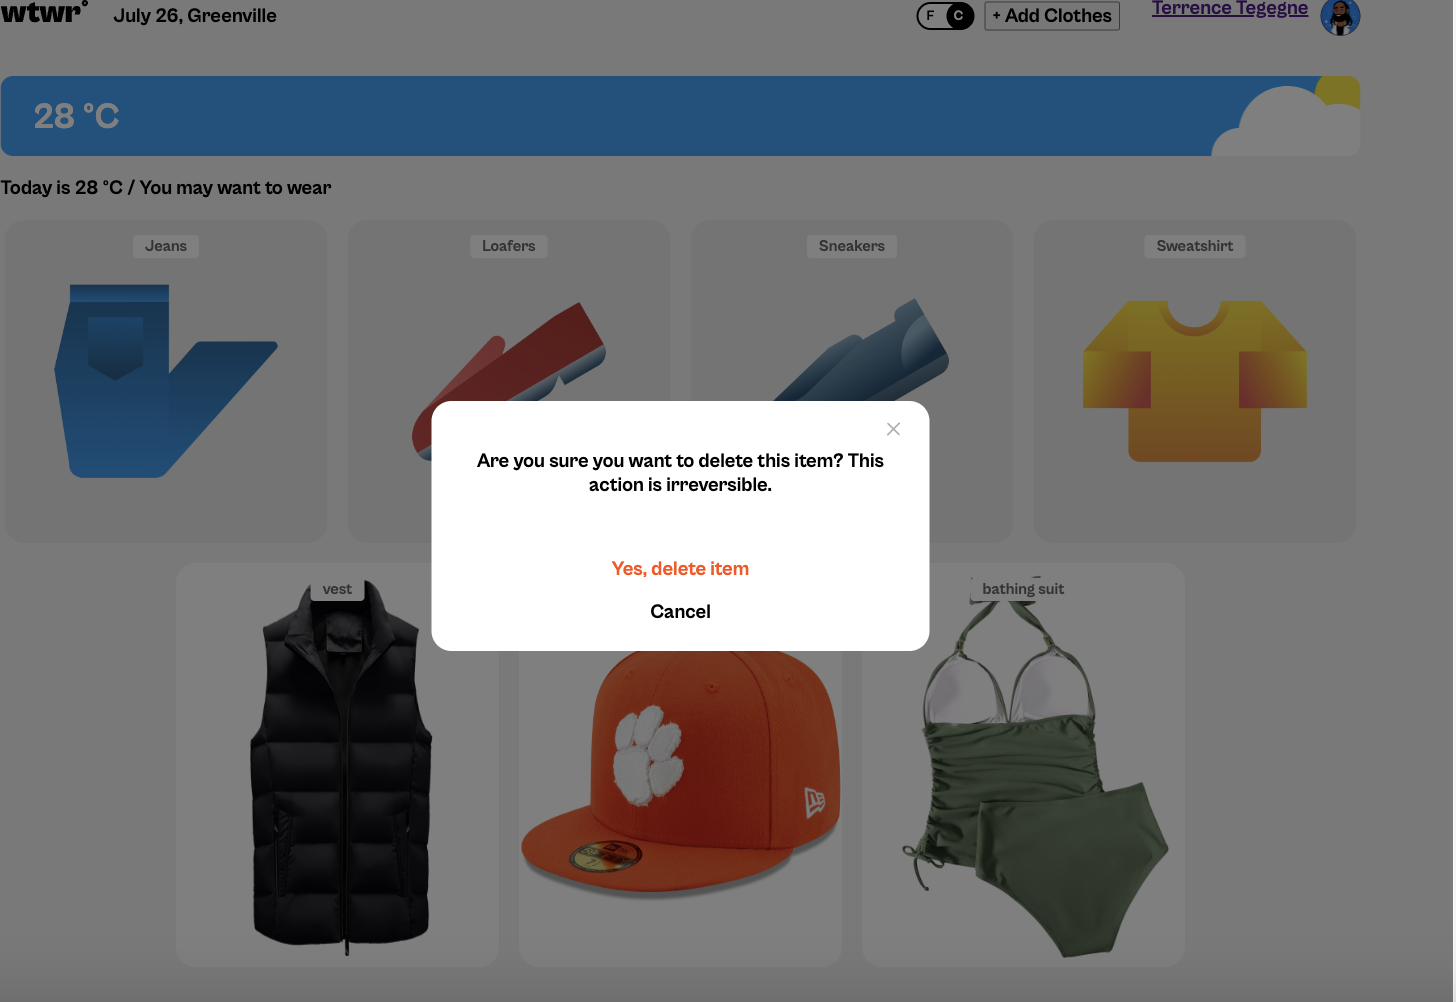 wtwr°
July 26, Greenville
F
C
+ Add Clothes
Terrence Tegegne
28 °C
Today is 28 °C / You may want to wear
Jeans
Loafers
Sneakers
Sweatshirt
Are you sure you want to delete this item? This
action is irreversible.
Yes, delete item
Cancel
vest
bathing suit